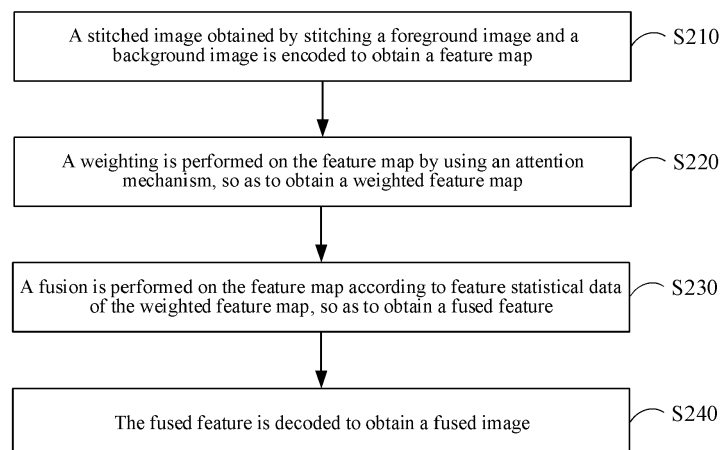 A stitched image obtained by stitching a foreground image and a
background image is encoded to obtain a feature map
S210
A weighting is performed on the feature map by using an attention
mechanism, so as to obtain a weighted feature map
S220
A fusion is performed on the feature map according to feature statistical data
of the weighted feature map, so as to obtain a fused feature
S230
The fused feature is decoded to obtain a fused image
S240